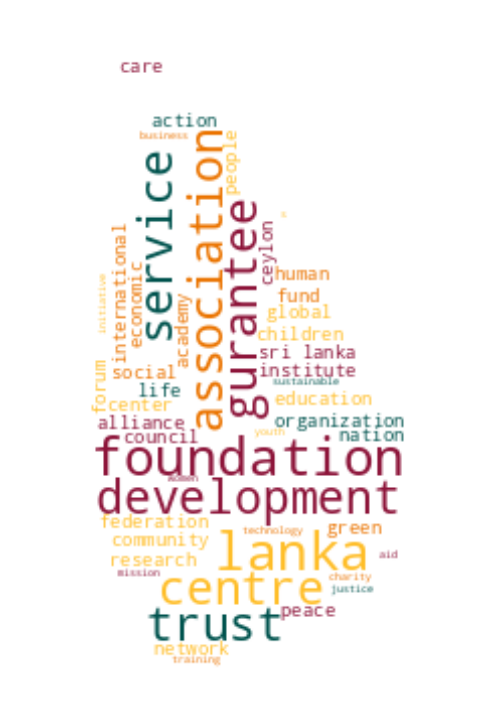 care
action
business
service
association
people
gurantee
ceylon
international
economic
initiative
academy
human
fund
global
children
sri lanka
institute
sustainable
social
life
forum
center
education
alliance
organization
council
youth
nation
foundation
women
development
federation
technology
green
community
lanka
research
aid
mission
centre
charity
justice
trust
peace
network
training